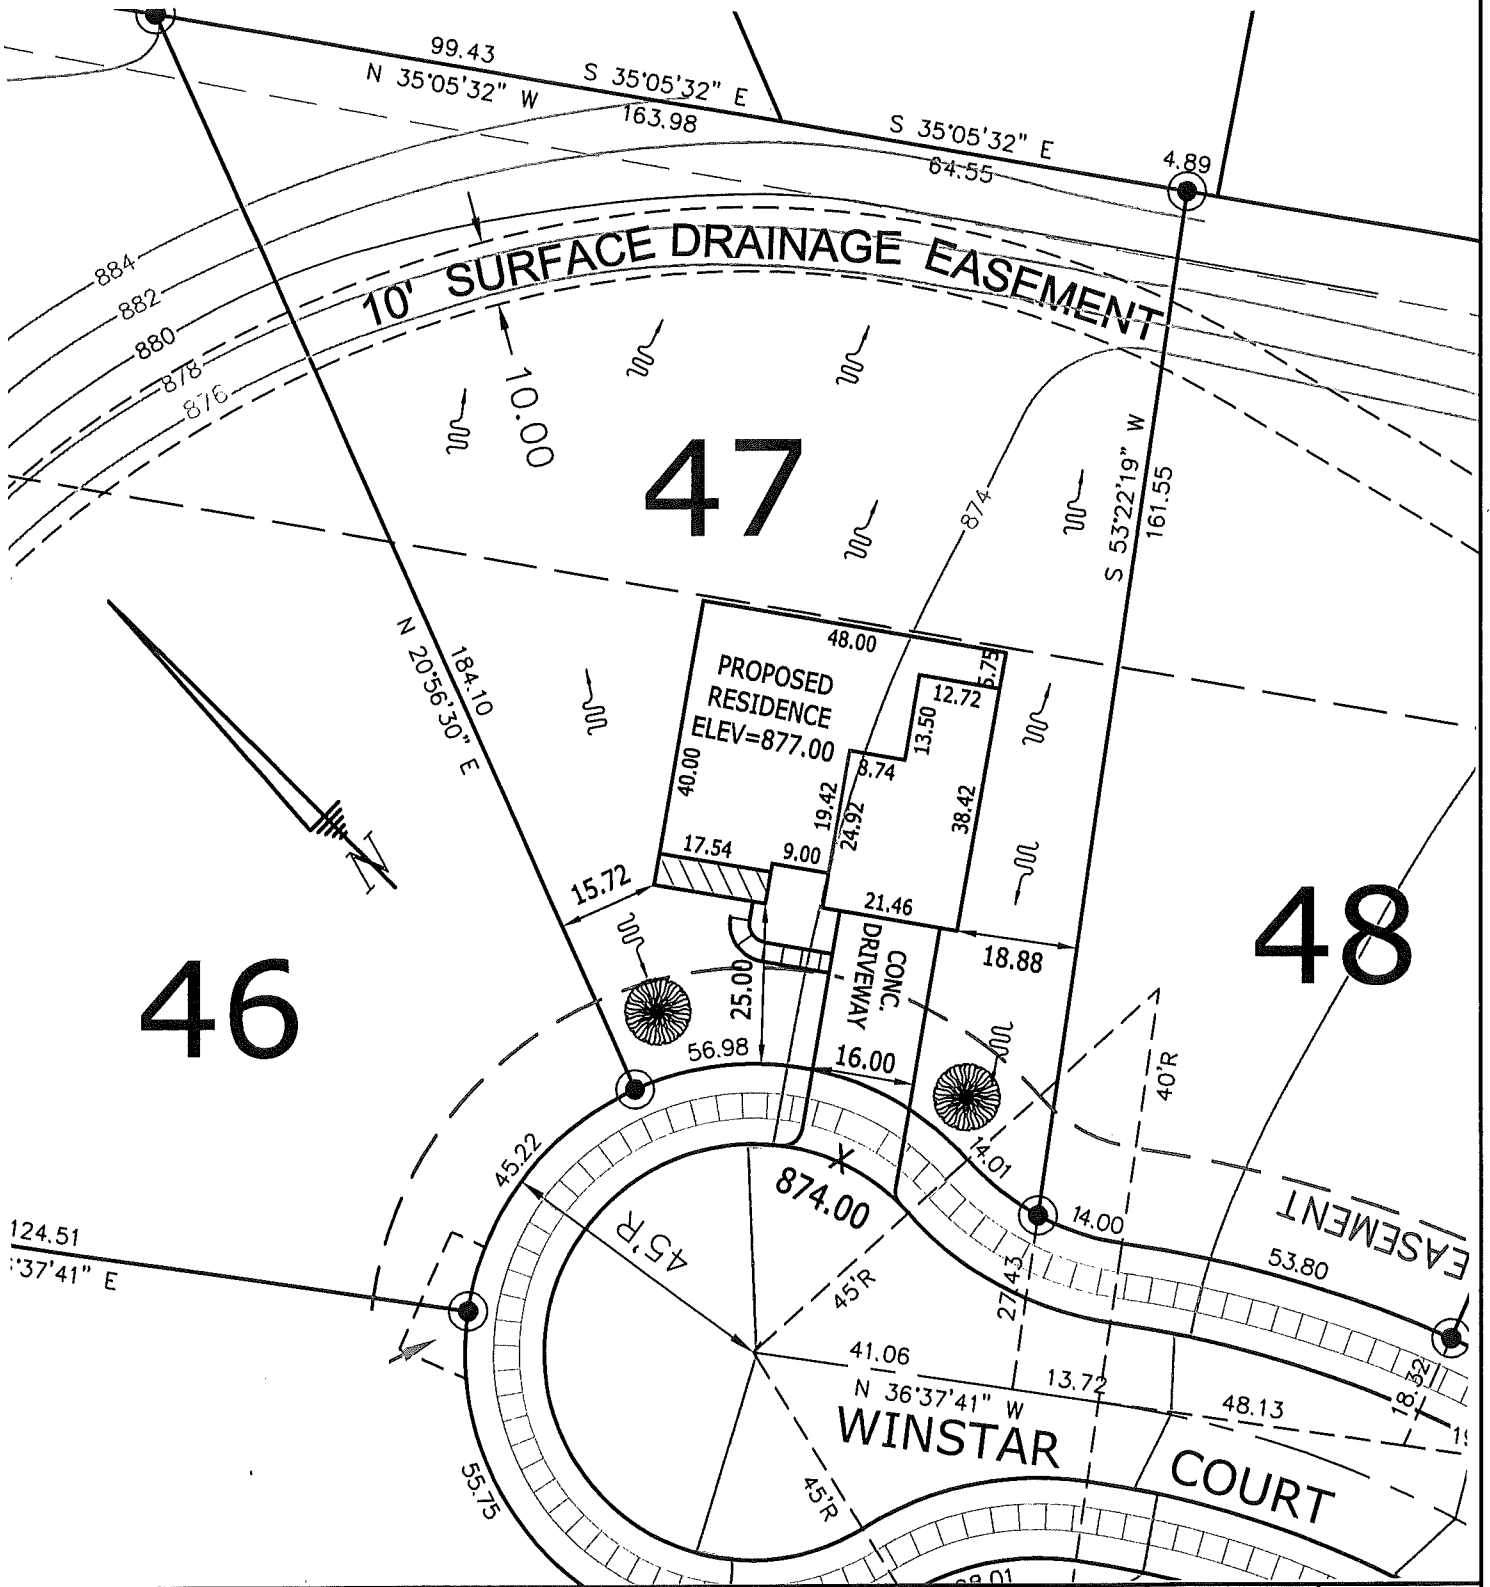 99.43
N 35°05'32" W
S 35°05'32" E
163.98
S 35°05'32" E
64.55
4.89
10' SURFACE DRAINAGE EASEMENT
884
882
880
878
876
10.00
47
874
S 53°22'19" W
161.55
N 20°56'30" E
184.10
48.00
PROPOSED
RESIDENCE
ELEV=877.00
5.75
12.72
13.50
8.74
40.00
19.42
24.92
38.42
17.54
9.00
21.46
15.72
18.88
CONC.
DRIVEWAY
25.00
16.00
56.98
46
48
N
40'R
14.01
14.00
45.22
45'R
X
874.00
45'R
27.43
EASEMENT
53.80
124.51
°37'41" E
41.06
N 36°37'41" W
13.72
48.13
18.32
WINSTAR COURT
45'R
55.75